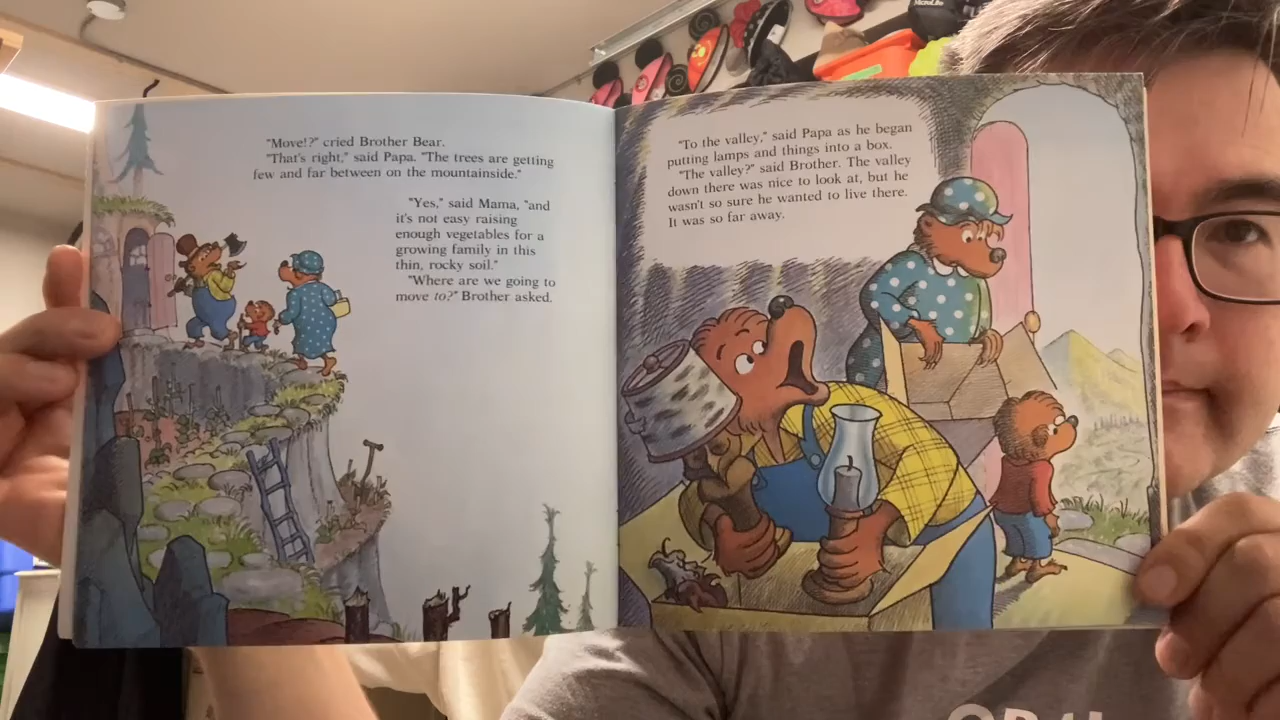 "Move!?" cried Brother Bear.
"That's right," said Papa. "The trees are getting
few and far between on the mountainside."
"Yes," said Mama, "and
it's not easy raising
enough vegetables for a
growing family in this
thin, rocky soil."
"Where are we going to
move to?" Brother asked.
"To the valley," said Papa as he began
putting lamps and things into a box.
"The valley?" said Brother. The valley
down there was nice to look at, but he
wasn't so sure he wanted to live there.
It was so far away.